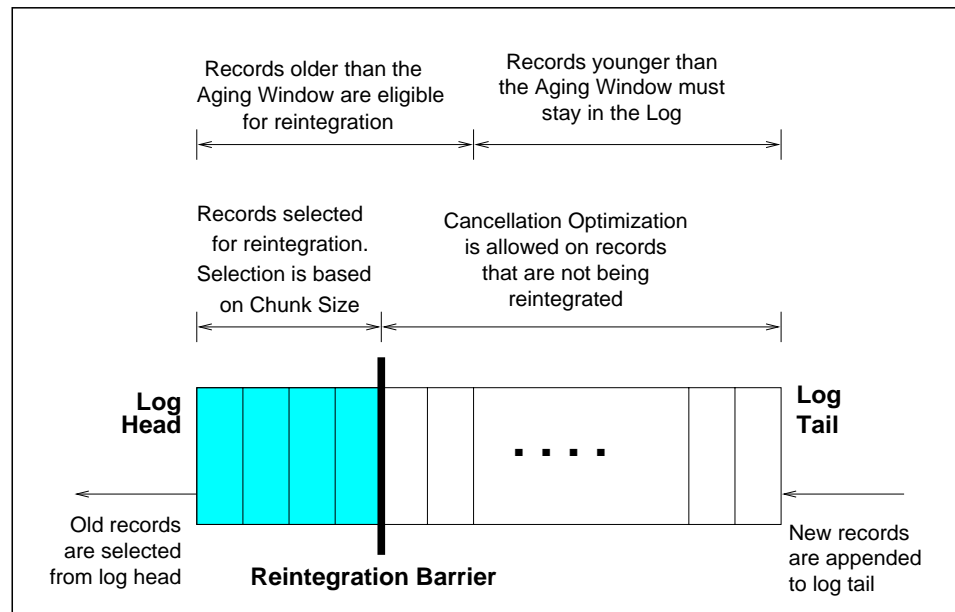 Records older than the
Aging Window are eligible
for reintegration
Records younger than
the Aging Window must
stay in the Log
Records selected
for reintegration.
Selection is based
on Chunk Size
Cancellation Optimization
is allowed on records
that are not being
reintegrated
Log
Head
Log
Tail
. . . .
Old records
are selected
from log head
Reintegration Barrier
New records
are appended
to log tail